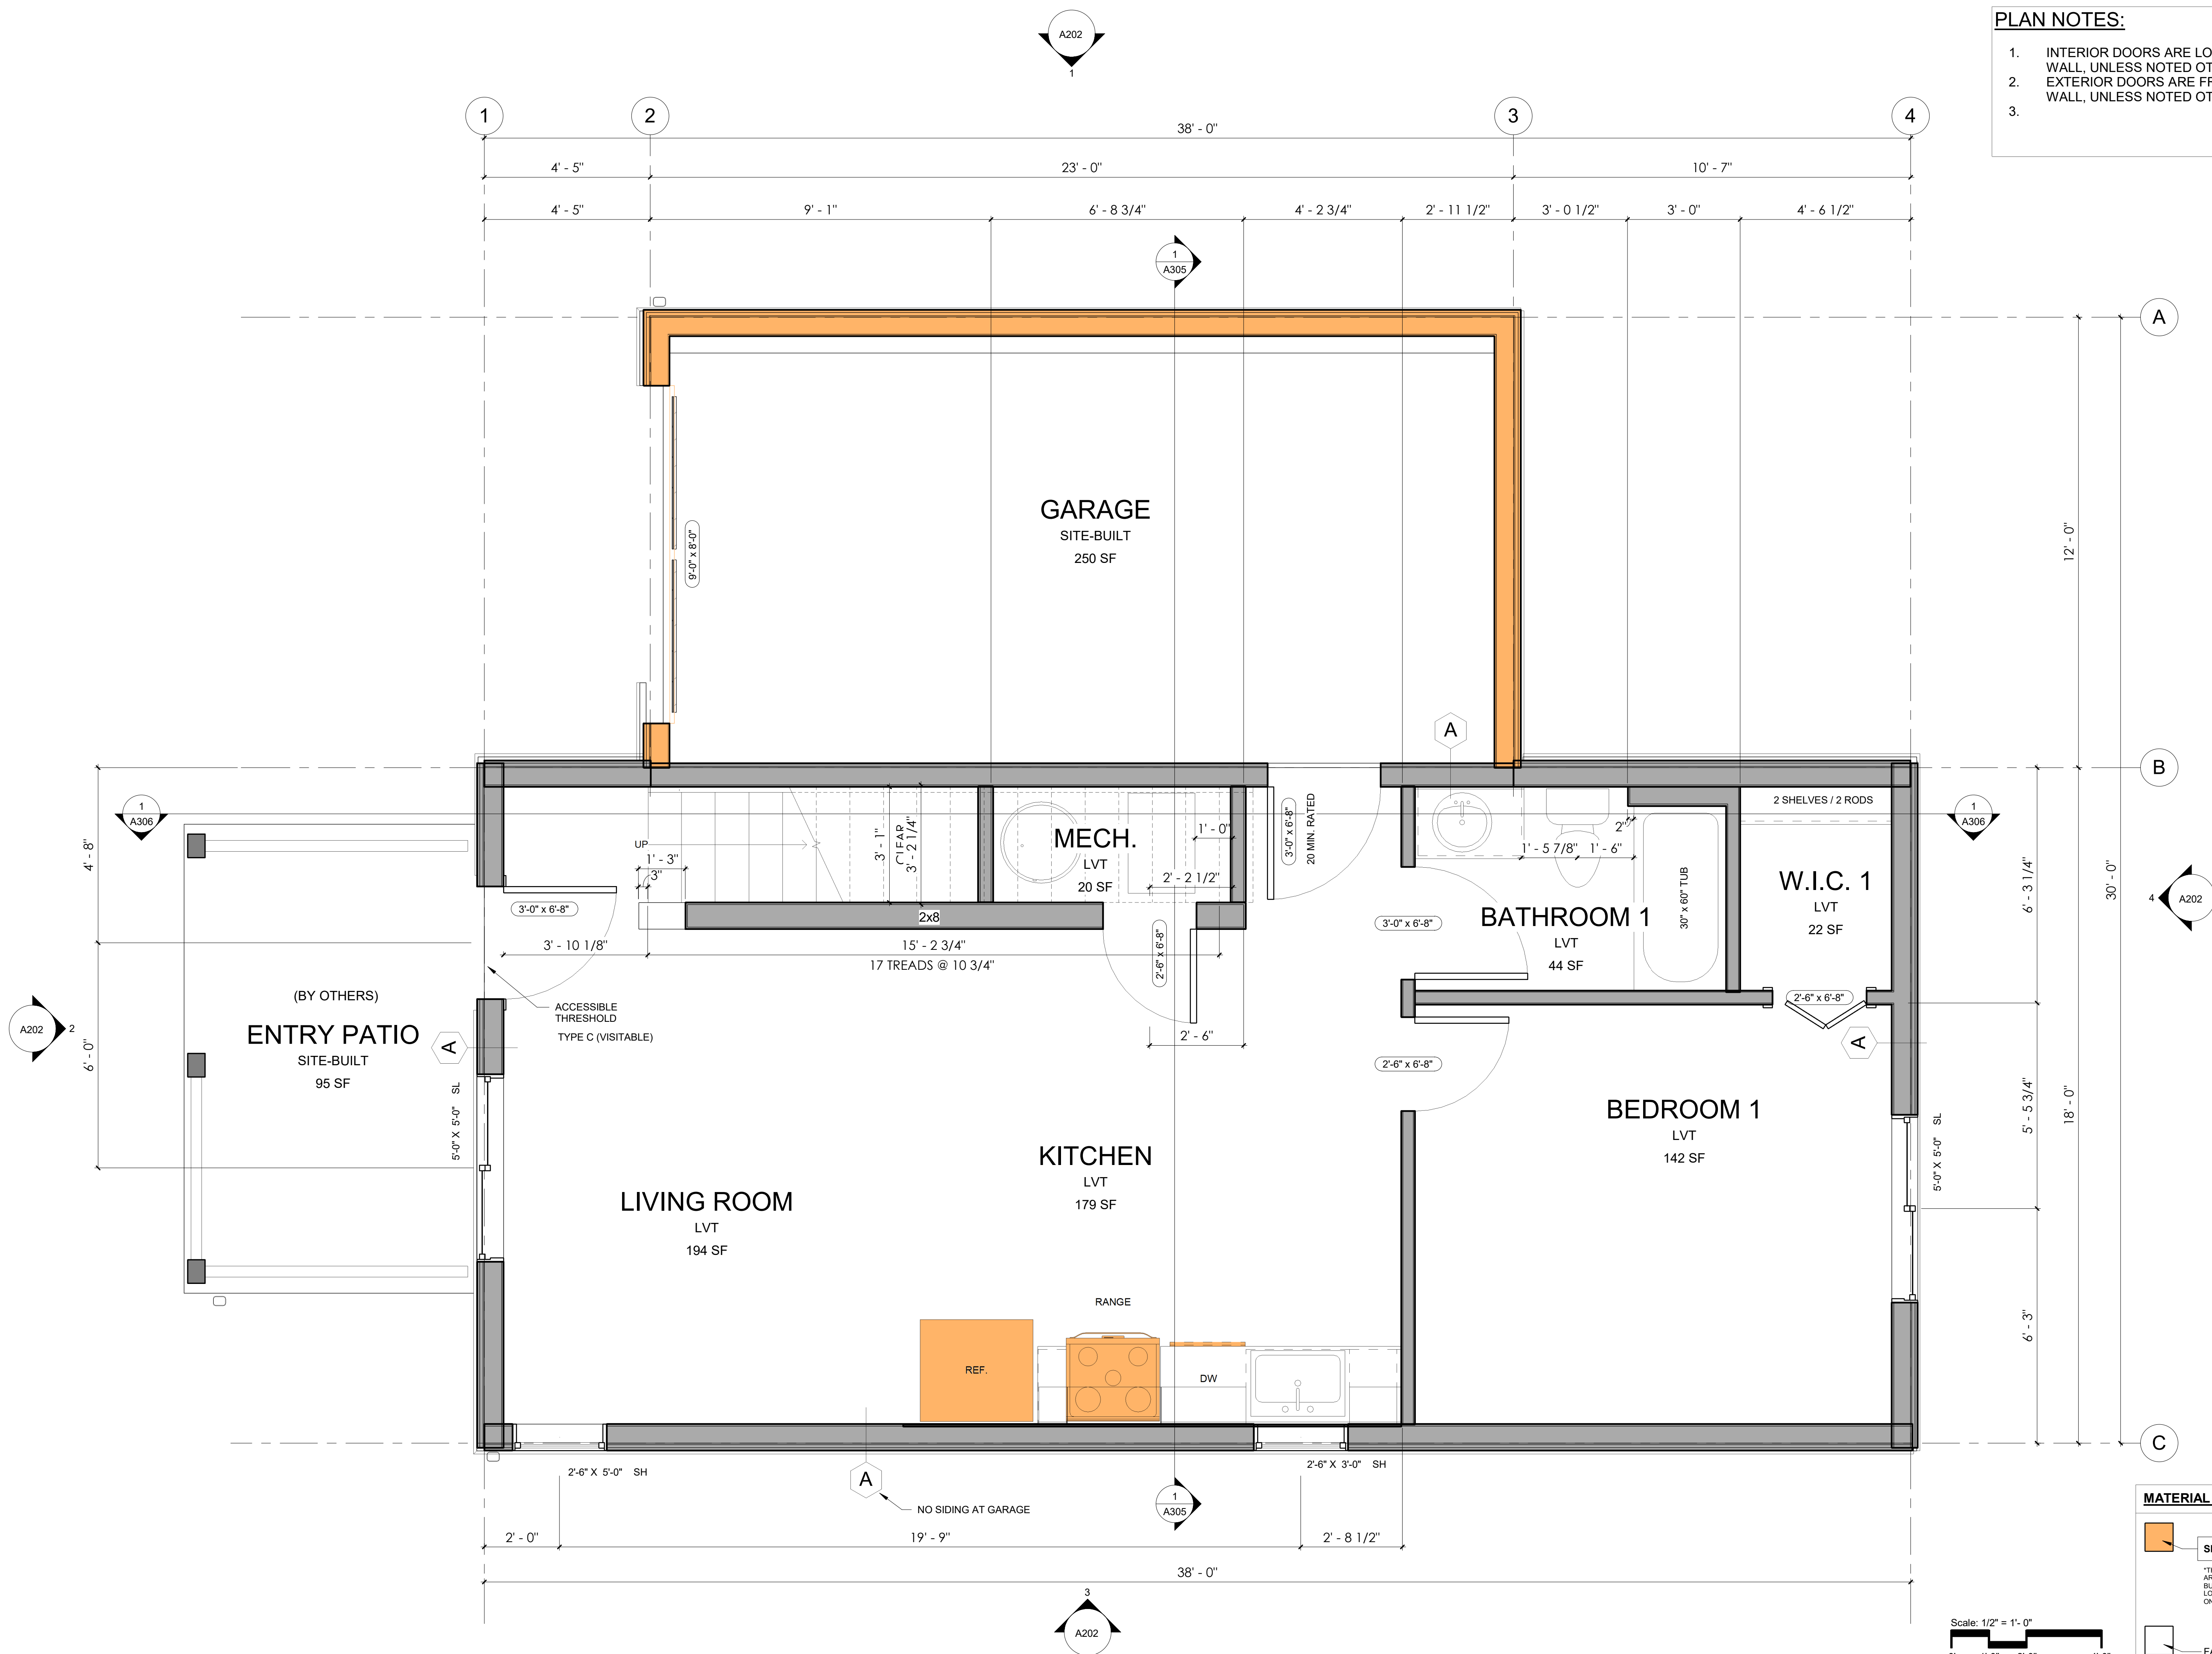 A202
1
PLAN NOTES:
1. INTERIOR DOORS ARE LO
WALL, UNLESS NOTED OT
2. EXTERIOR DOORS ARE FR
WALL, UNLESS NOTED OT
3.
1
2
3
4
38' - 0"
4' - 5"
23' - 0"
10' - 7"
4' - 5"
9' - 1"
6' - 8 3/4"
4' - 2 3/4"
2' - 11 1/2"
3' - 0 1/2"
3' - 0"
4' - 6 1/2"
1
A305
A
GARAGE
SITE-BUILT
250 SF
9'-0" x 8'-0"
12' - 0"
30' - 0"
A
B
1
A306
2 SHELVES / 2 RODS
1
A306
4' - 8"
UP
1' - 3"
3"
3' - 1"
CLEAR
3' - 2 1/4"
MECH.
LVT
20 SF
1' - 0"
2' - 2 1/2"
3'-0" x 6'-8"
20 MIN. RATED
2"
1' - 5 7/8"
1' - 6"
30" x 60" TUB
W.I.C. 1
LVT
22 SF
6' - 3 1/4"
4
A202
3'-0" x 6'-8"
2x8
3' - 10 1/8"
15' - 2 3/4"
17 TREADS @ 10 3/4"
2'-6" x 6'-8"
3'-0" x 6'-8"
BATHROOM 1
LVT
44 SF
2'-6" x 6'-8"
(BY OTHERS)
ENTRY PATIO
SITE-BUILT
95 SF
A202
2
6' - 0"
A
5'-0" X 5'-0" SL
ACCESSIBLE
THRESHOLD
TYPE C (VISITABLE)
2' - 6"
2'-6" x 6'-8"
A
BEDROOM 1
LVT
142 SF
5' - 5 3/4"
18' - 0"
5'-0" X 5'-0" SL
KITCHEN
LVT
179 SF
LIVING ROOM
LVT
194 SF
RANGE
REF.
DW
6' - 3"
C
2'-6" X 5'-0" SH
A
NO SIDING AT GARAGE
1
A305
2'-6" X 3'-0" SH
2' - 0"
19' - 9"
2' - 8 1/2"
38' - 0"
3
A202
MATERIAL
Scale: 1/2" = 1'- 0"